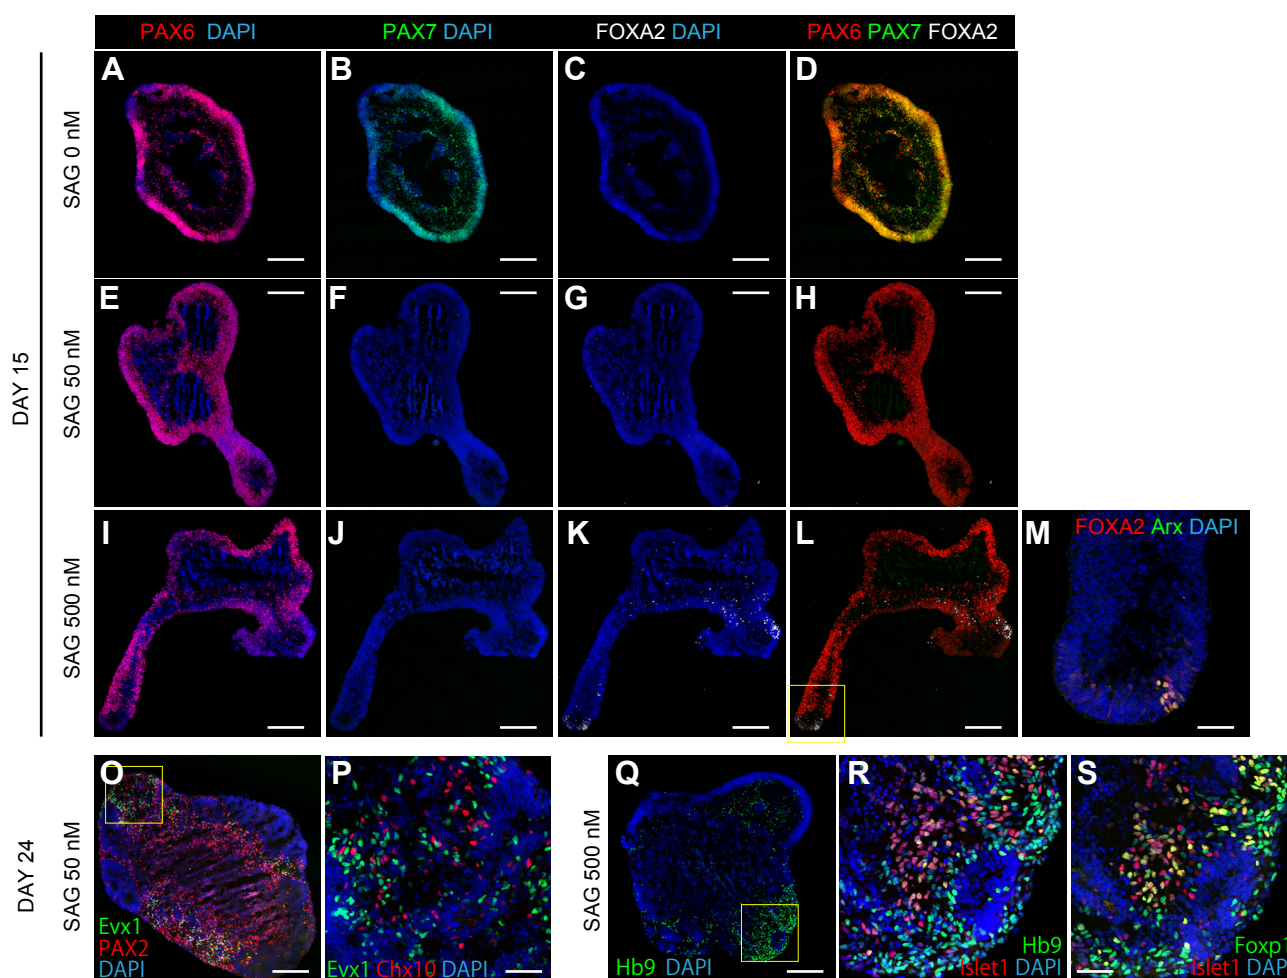 PAX6 DAPI
PAX7 DAPI
FOXA2 DAPI
PAX6 PAX7 FOXA2
DAY 15
SAG 0 nM
A
B
C
D
SAG 50 nM
E
F
G
H
SAG 500 nM
I
J
K
L
M
FOXA2 Arx DAPI
DAY 24
SAG 50 nM
O
Evx1
PAX2
DAPI
P
Evx1 Chx10 DAPI
SAG 500 nM
Q
Hb9 DAPI
R
Hb9
Islet1 DAPI
S
Foxp1
Islet1 DAPI